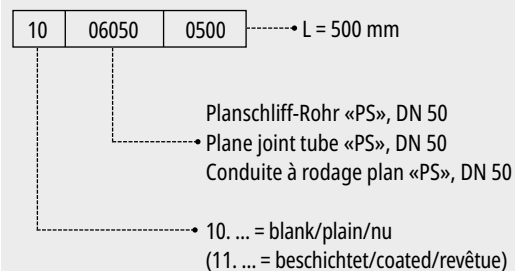 10 06050 0500 L = 500 mm
Planschliff-Rohr «PS», DN 50
Plane joint tube «PS», DN 50
Conduite à rodage plan «PS», DN 50
10. ... = blank/plain/nu
(11. ... = beschichtet/coated/revêtue)